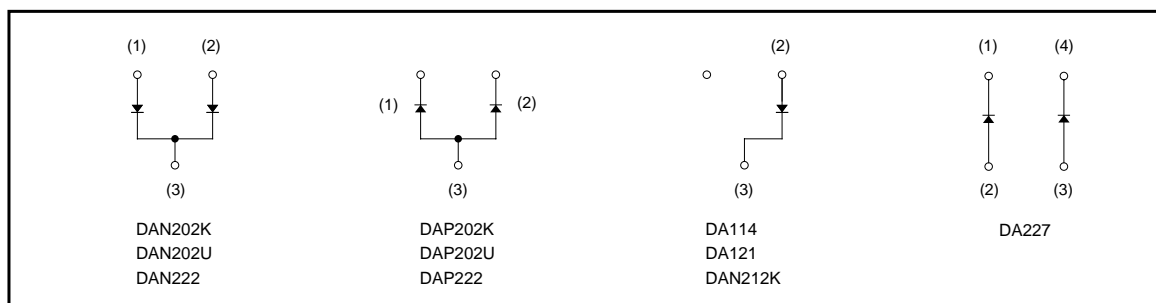 (1) (2)
(3)
DAN202K
DAN202U
DAN222
(1) (2)
(3)
DAP202K
DAP202U
DAP222
(2)
(3)
DA114
DA121
DAN212K
(1) (4)
(2) (3)
DA227